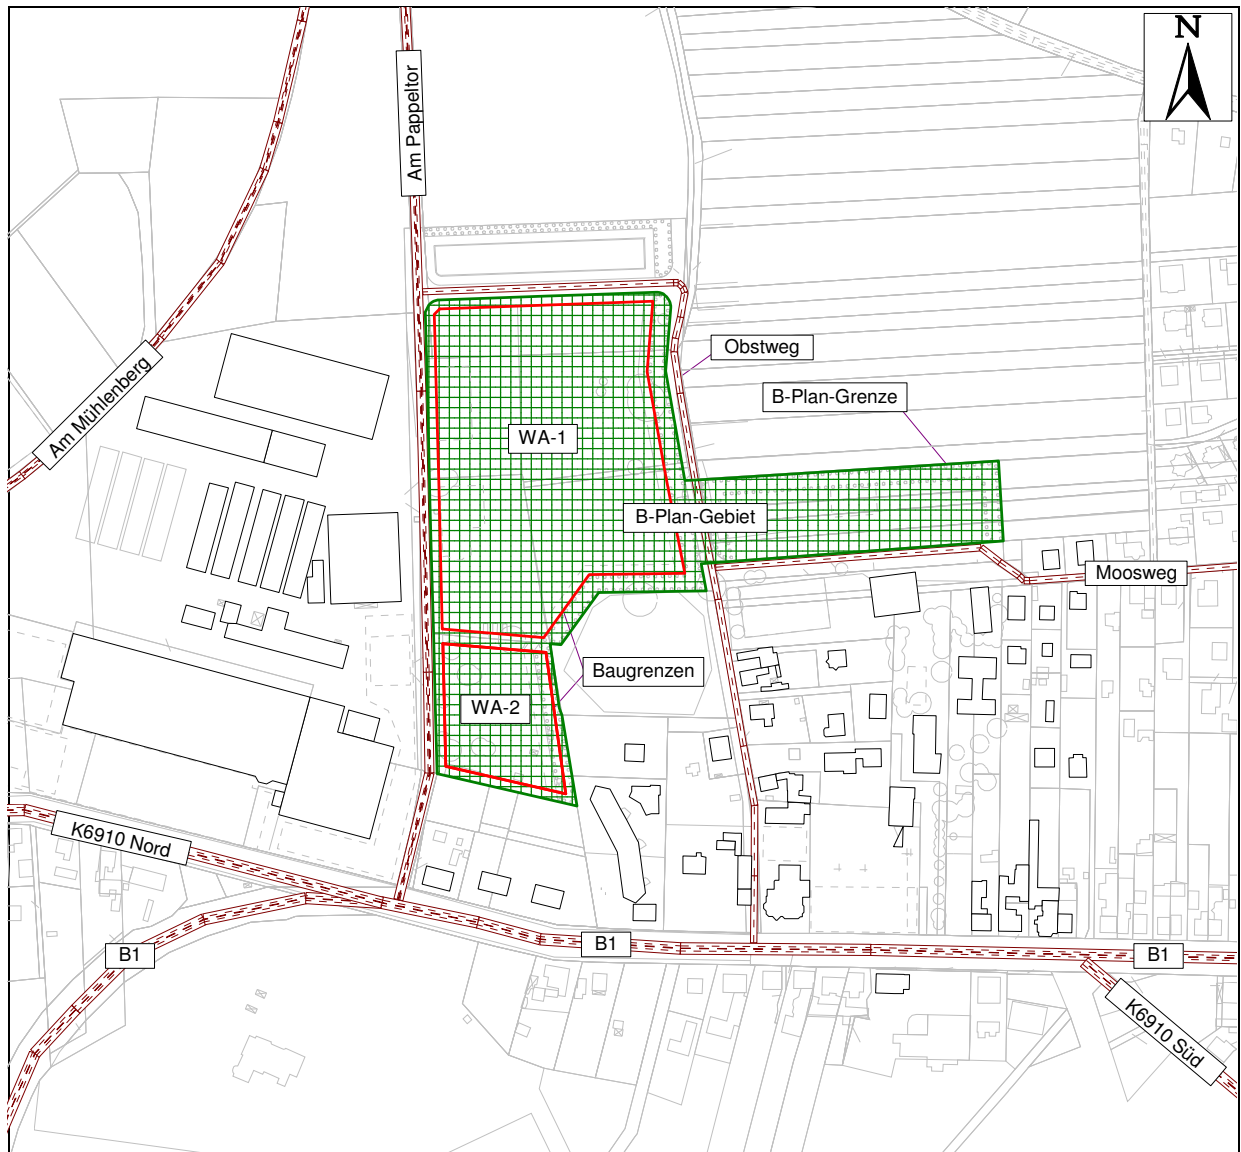 N
Am Pappeltor
Obstweg
B-Plan-Grenze
Am Mühlenberg
WA-1
B-Plan-Gebiet
Moosweg
Baugrenzen
WA-2
K6910 Nord
B1
B1
B1
K6910 Süd